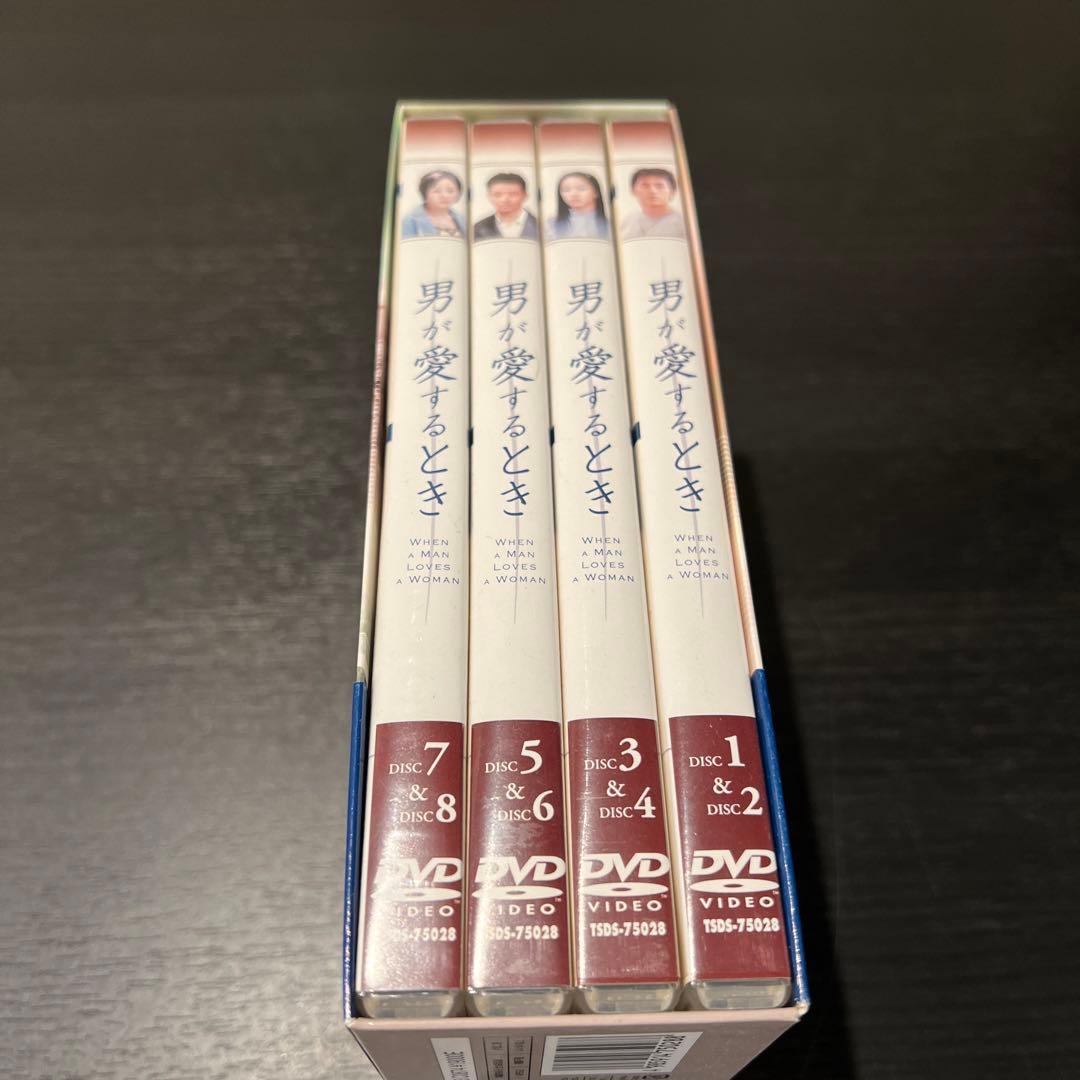 男が愛するとき
WHEN
A MAN
LOVES
A WOMAN
DISC 7
&
DISC 8
DVD
VIDEO
TSDS-75028
男が愛するとき
WHEN
A MAN
LOVES
A WOMAN
DISC 5
&
DISC 6
DVD
VIDEO
TSDS-75028
男が愛するとき
WHEN
A MAN
LOVES
A WOMAN
DISC 3
&
DISC 4
DVD
VIDEO
TSDS-75028
男が愛するとき
WHEN
A MAN
LOVES
A WOMAN
DISC 1
&
DISC 2
DVD
VIDEO
TSDS-75028